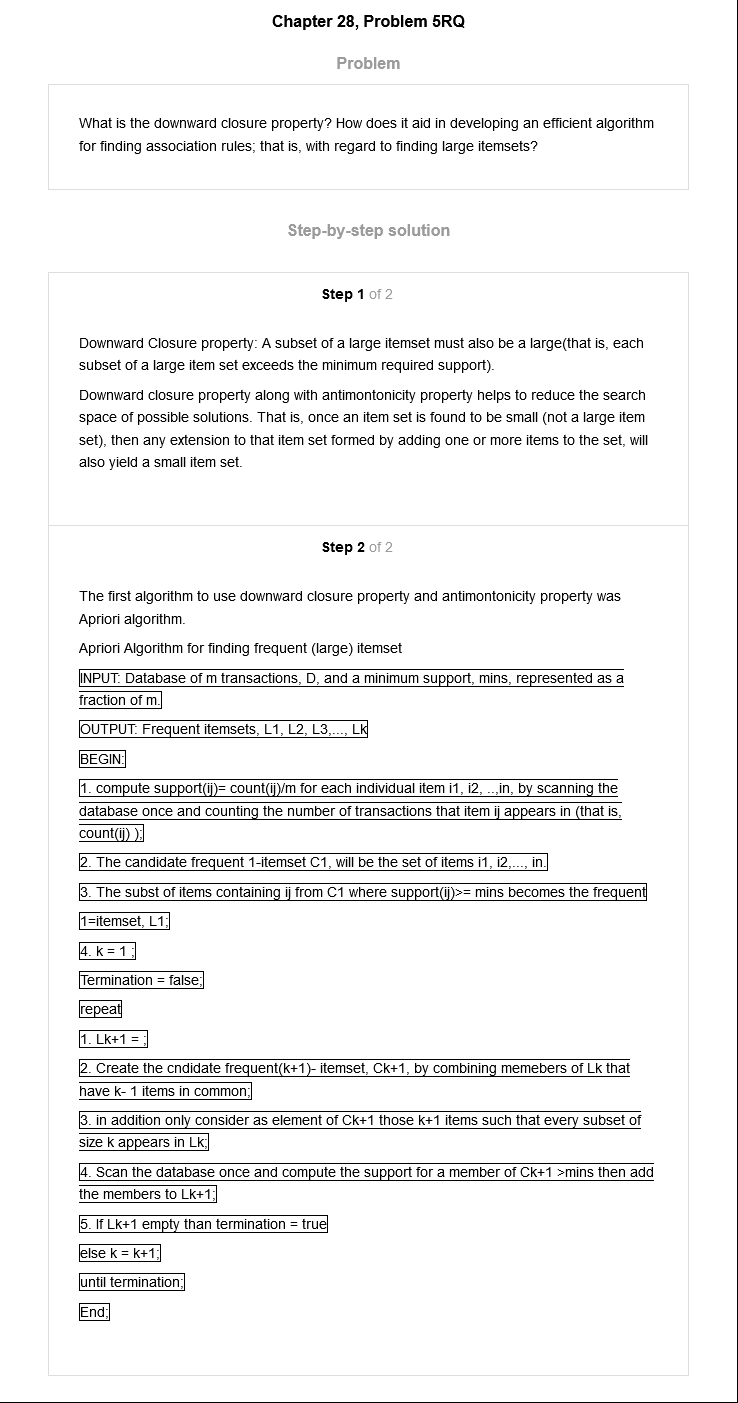 Chapter 28, Problem 5RQ
Problem
What is the downward closure property? How does it aid in developing an efficient algorithm
for finding association rules; that is, with regard to finding large itemsets?
Step-by-step solution
Step 1 of 2
Downward Closure property: A subset of a large itemset must also be a large(that is, each
subset of a large item set exceeds the minimum required support).
Downward closure property along with antimontonicity property helps to reduce the search
space of possible solutions. That is, once an item set is found to be small (not a large item
set), then any extension to that item set formed by adding one or more items to the set, will
also yield a small item set.
Step 2 of 2
The first algorithm to use downward closure property and antimontonicity property was
Apriori algorithm.
Apriori Algorithm for finding frequent (large) itemset
INPUT: Database of m transactions, D, and a minimum support, mins, represented as a
fraction of m.
OUTPUT: Frequent itemsets, L1, L2, L3,..., Lk
BEGIN:
1. compute support(ij)= count(ij)/m for each individual item i1, i2, ..,in, by scanning the
database once and counting the number of transactions that item ij appears in (that is,
count(ij) );
2. The candidate frequent 1-itemset C1, will be the set of items i1, i2,..., in.
3. The subst of items containing ij from C1 where support(ij)>= mins becomes the frequent
1=itemset, L1;
4. k = 1 ;
Termination = false;
repeat
1. Lk+1 = ;
2. Create the cndidate frequent(k+1)- itemset, Ck+1, by combining memebers of Lk that
have k- 1 items in common;
3. in addition only consider as element of Ck+1 those k+1 items such that every subset of
size k appears in Lk;
4. Scan the database once and compute the support for a member of Ck+1 >mins then add
the members to Lk+1;
5. If Lk+1 empty than termination = true
else k = k+1;
until termination;
End;